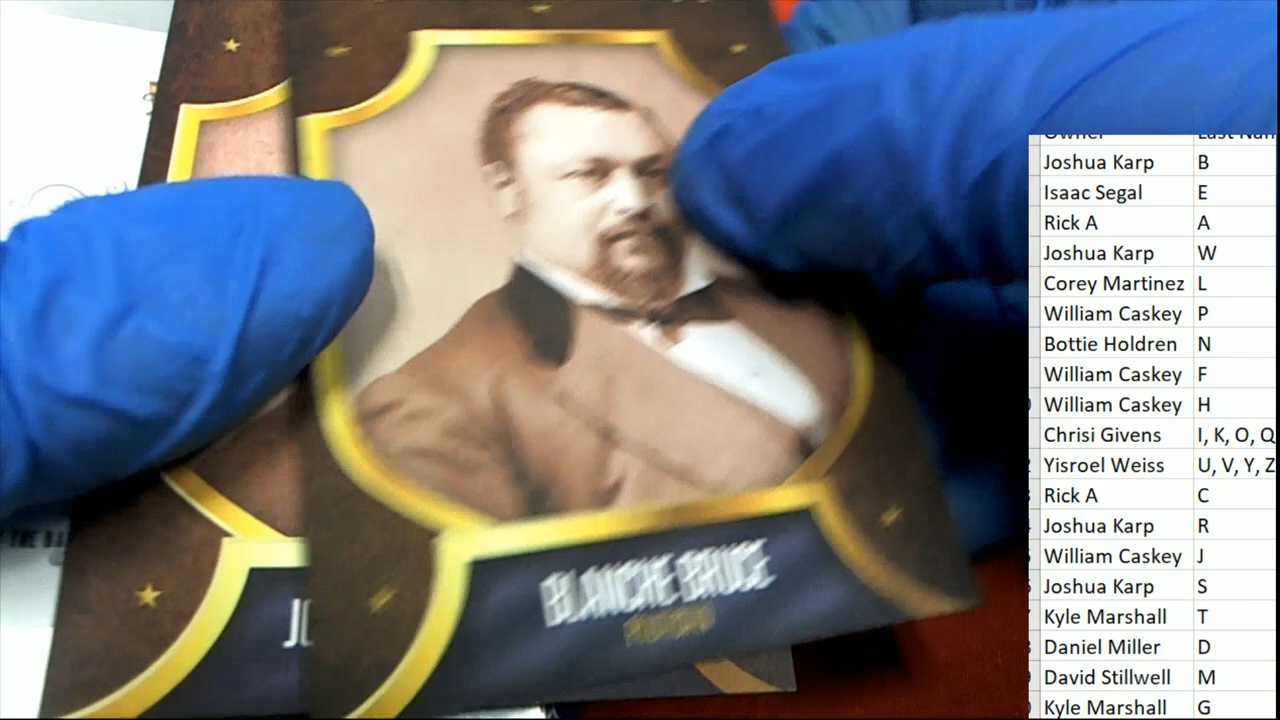 Owner Last Nam
Joshua Karp B
Isaac Segal E
Rick A A
Joshua Karp W
Corey Martinez L
William Caskey P
Bottie Holdren N
William Caskey F
William Caskey H
Chrisi Givens I, K, O, Q
Yisroel Weiss U, V, Y, Z
Rick A C
Joshua Karp R
William Caskey J
Joshua Karp S
Kyle Marshall T
Daniel Miller D
David Stillwell M
Kyle Marshall G
BLANCHE BRUCE
JO